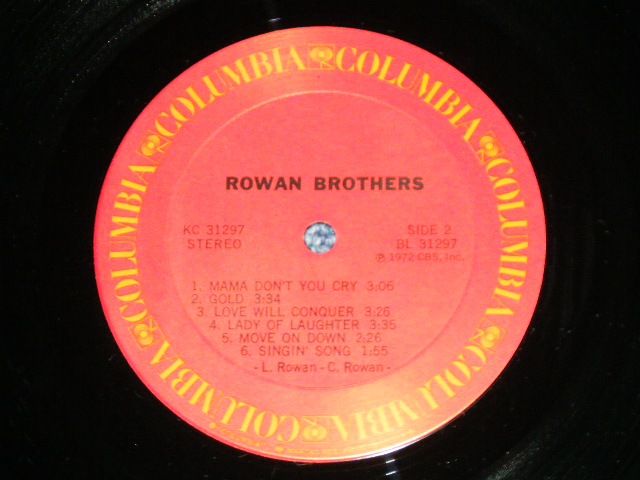 COLUMBIA COLUMBIA COLUMBIA COLUMBIA COLUMBIA COLUMBIA COLUMBIA
ROWAN BROTHERS
KC 31297
STEREO
SIDE 2
BL 31297
℗ 1972 CBS, Inc.
1. MAMA DON'T YOU CRY 3:06
2. GOLD 3:34
3. LOVE WILL CONQUER 3:26
4. LADY OF LAUGHTER 3:35
5. MOVE ON DOWN 2:26
6. SINGIN' SONG 1:55
- L. Rowan - C. Rowan -